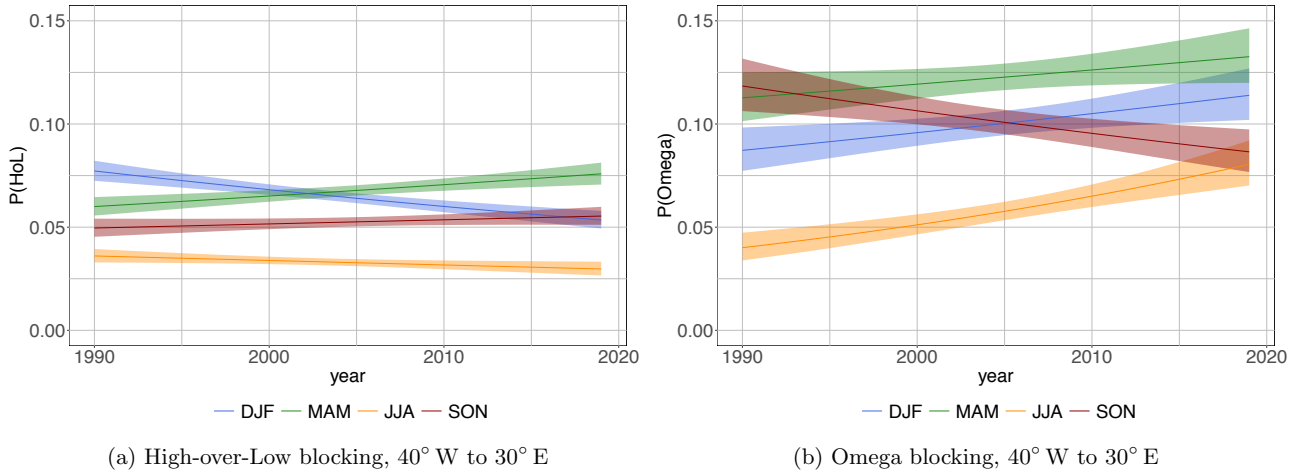 0.15
0.10
0.05
0.00
P(HoL)
1990 2000 2010 2020
year
DJF MAM JJA SON
(a) High-over-Low blocking, 40° W to 30° E
0.15
0.10
0.05
0.00
P(Omega)
1990 2000 2010 2020
year
DJF MAM JJA SON
(b) Omega blocking, 40° W to 30° E